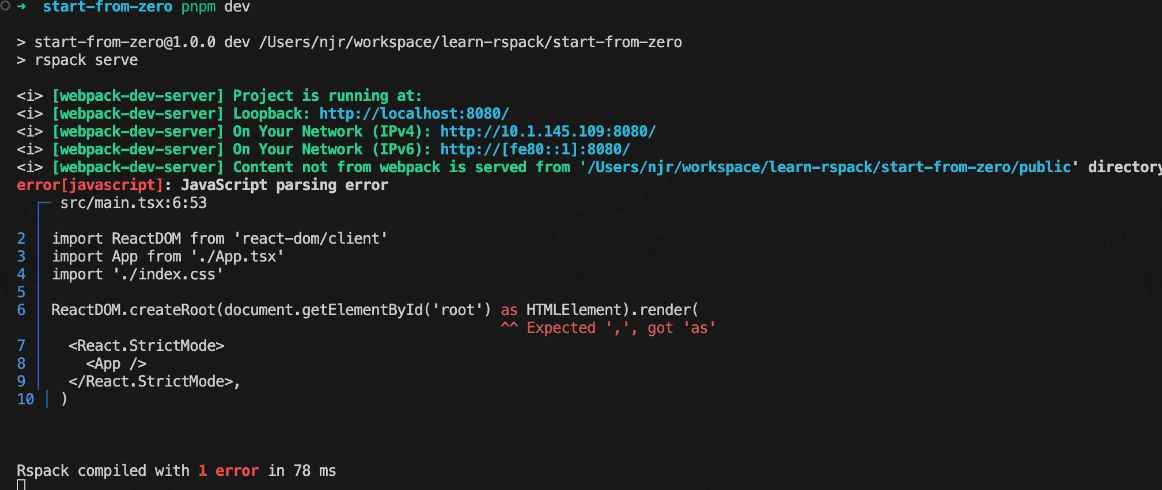 → start-from-zero pnpm dev
> start-from-zero@1.0.0 dev /Users/njr/workspace/learn-rspack/start-from-zero
> rspack serve
<i> [webpack-dev-server] Project is running at:
<i> [webpack-dev-server] Loopback: http://localhost:8080/
<i> [webpack-dev-server] On Your Network (IPv4): http://10.1.145.109:8080/
<i> [webpack-dev-server] On Your Network (IPv6): http://[fe80::1]:8080/
<i> [webpack-dev-server] Content not from webpack is served from '/Users/njr/workspace/learn-rspack/start-from-zero/public' directory
error[javascript]: JavaScript parsing error
src/main.tsx:6:53
2 import ReactDOM from 'react-dom/client'
3 import App from './App.tsx'
4 import './index.css'
5
6 ReactDOM.createRoot(document.getElementById('root') as HTMLElement).render(
^^ Expected ',', got 'as'
7 <React.StrictMode>
8 <App />
9 </React.StrictMode>,
10 )
Rspack compiled with 1 error in 78 ms